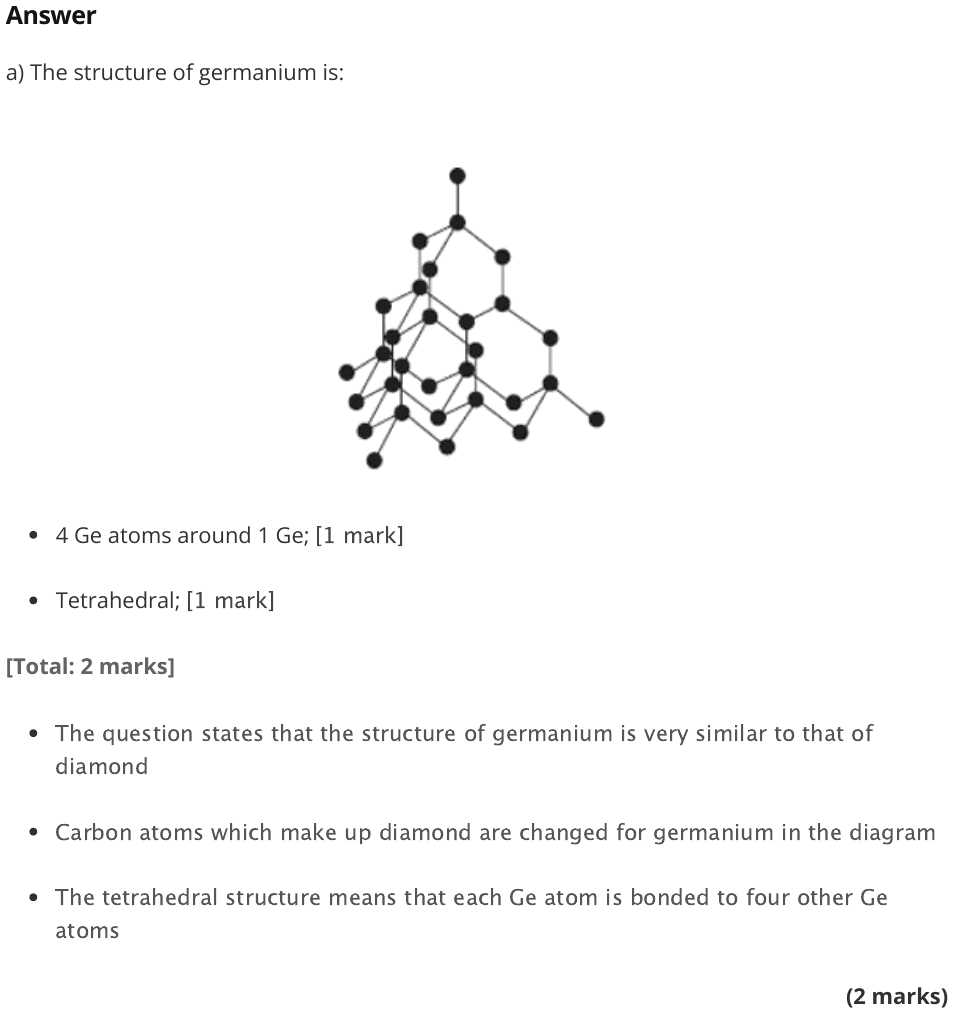 Answer
a) The structure of germanium is:
• 4 Ge atoms around 1 Ge; [1 mark]
• Tetrahedral; [1 mark]
[Total: 2 marks]
• The question states that the structure of germanium is very similar to that of
diamond
• Carbon atoms which make up diamond are changed for germanium in the diagram
• The tetrahedral structure means that each Ge atom is bonded to four other Ge
atoms
(2 marks)